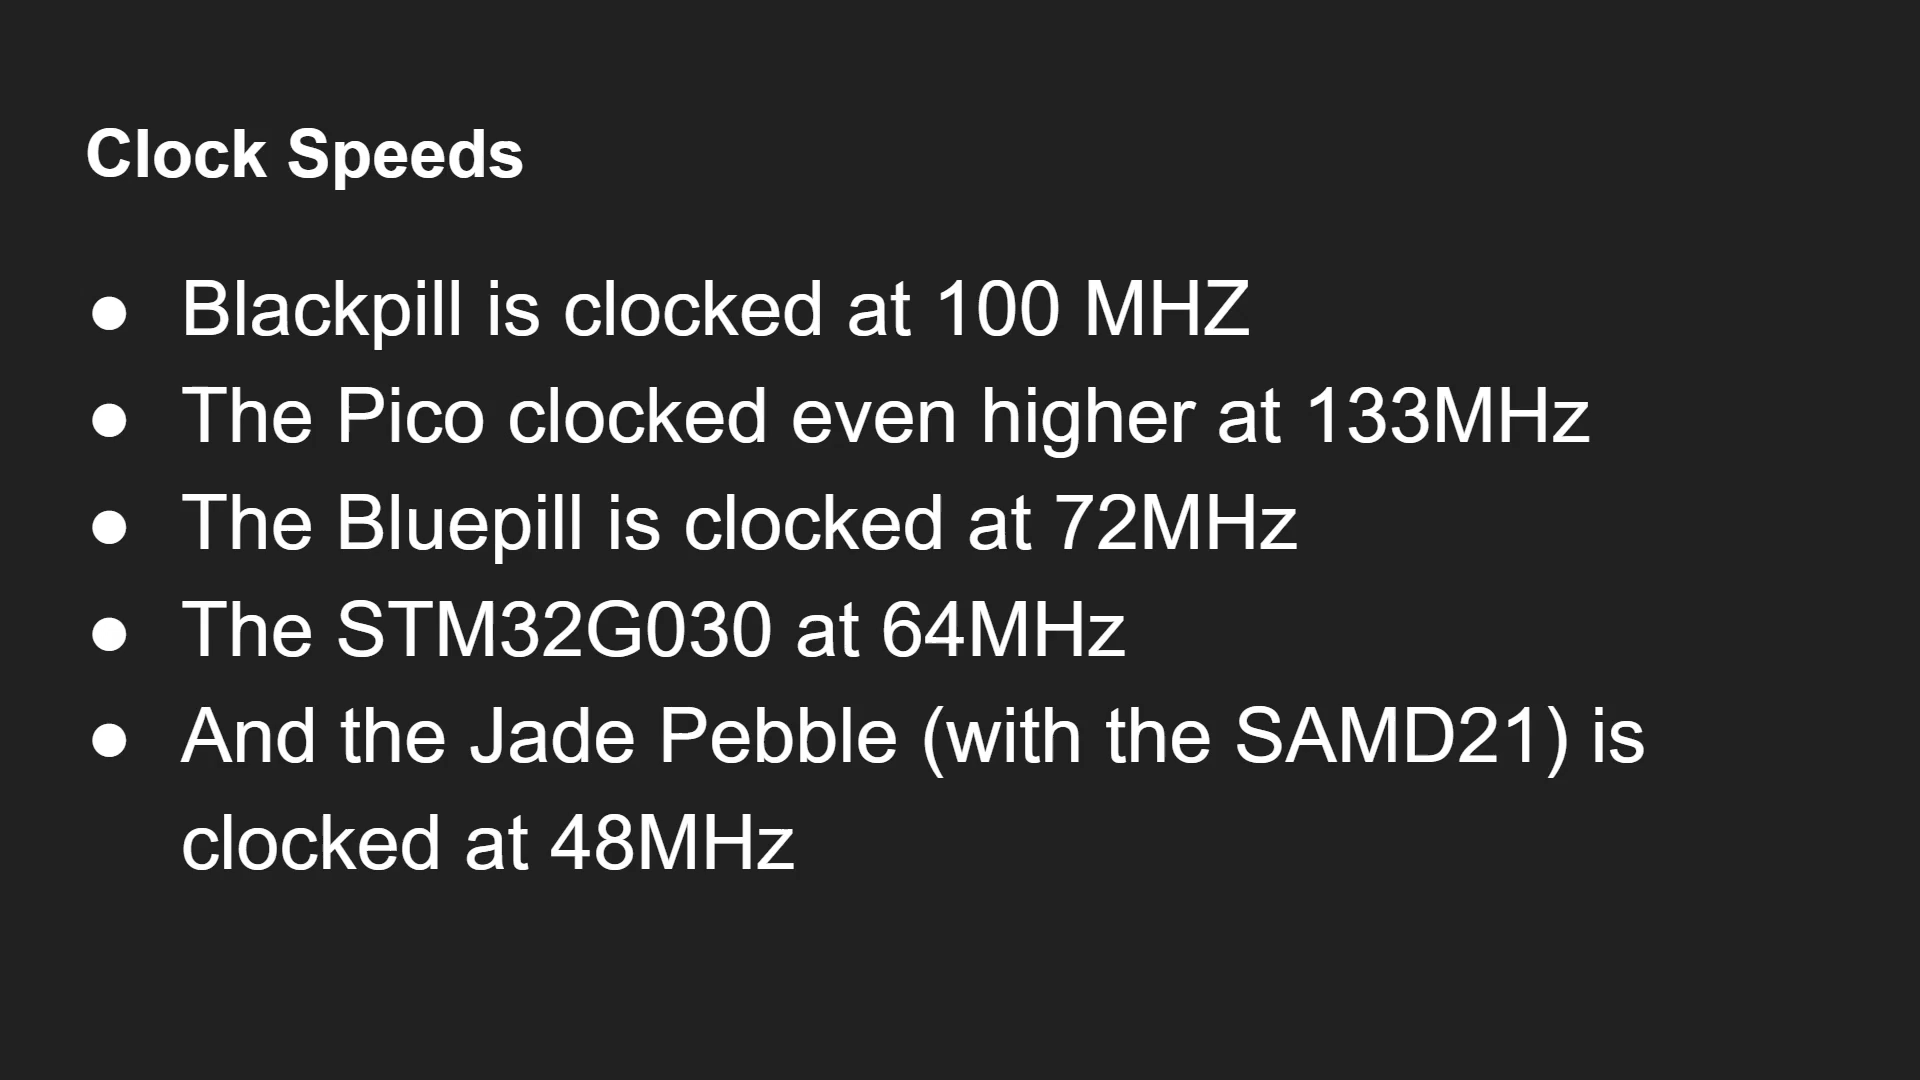 Clock Speeds
● Blackpill is clocked at 100 MHZ
● The Pico clocked even higher at 133MHz
● The Bluepill is clocked at 72MHz
● The STM32G030 at 64MHz
● And the Jade Pebble (with the SAMD21) is
clocked at 48MHz